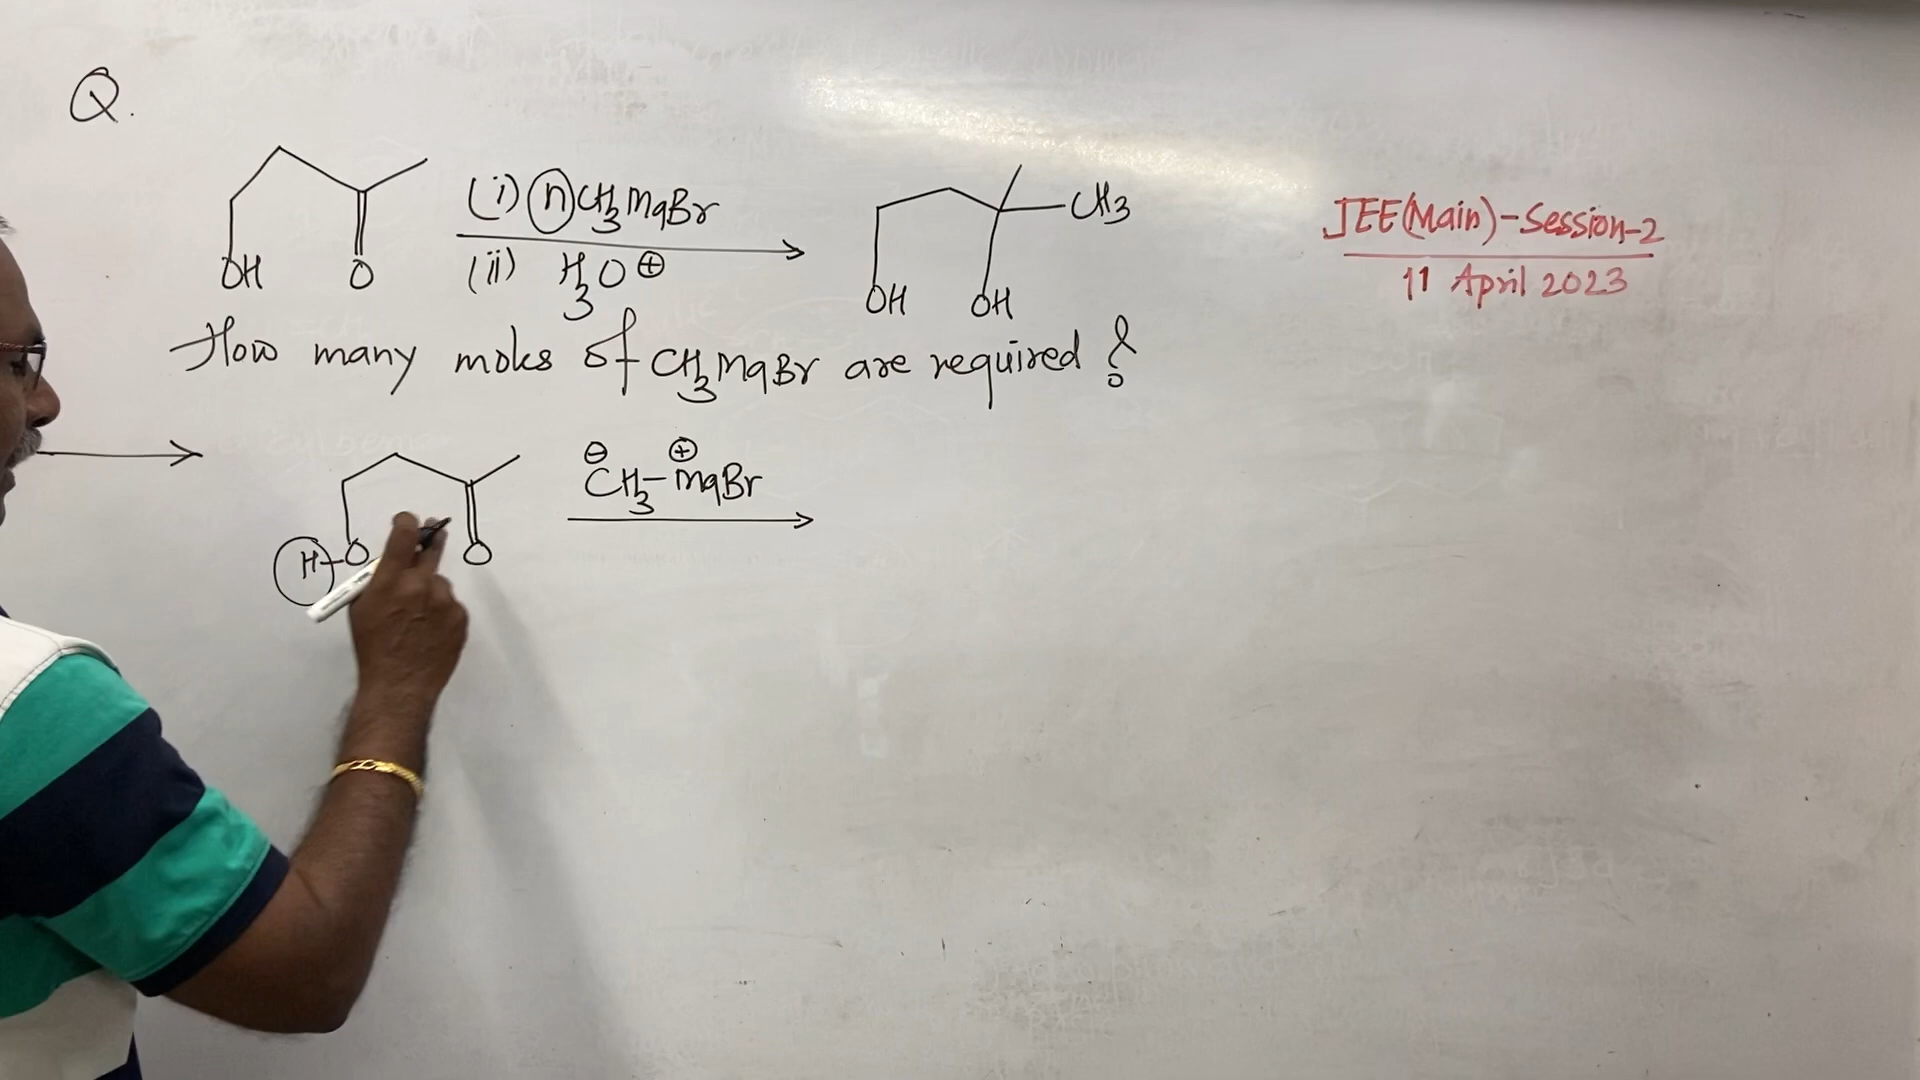 Q.
OH O
(i) nCH3MgBr
(ii) H3O⊕
CH3
OH OH
JEE(Main)-Session-2
11 April 2023
How many moles of CH3MgBr are required ?
⊖ ⊕
CH3-MgBr
H-O O